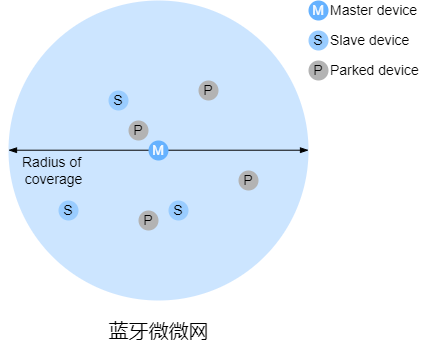 M Master device
S Slave device
P Parked device
P
S
P
M
Radius of
coverage
P
S
P
S
蓝牙微微网